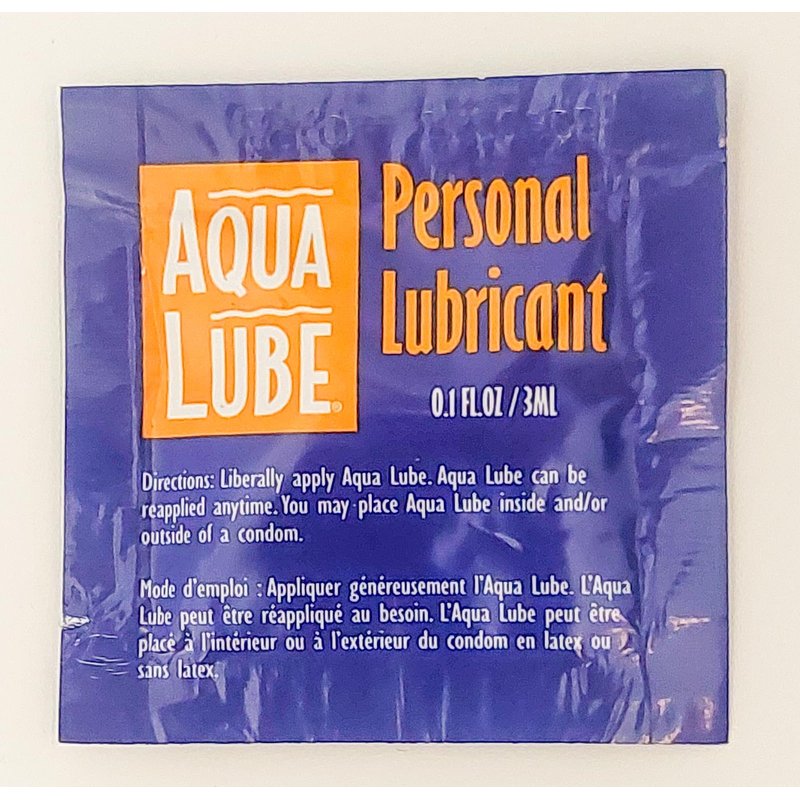 AQUA
LUBE®
Personal
Lubricant
0.1 FL.OZ / 3ML
Directions: Liberally apply Aqua Lube. Aqua Lube can be
reapplied anytime. You may place Aqua Lube inside and/or
outside of a condom.
Mode d'emploi : Appliquer généreusement l'Aqua Lube. L'Aqua
Lube peut être réappliqué au besoin. L'Aqua Lube peut être
placé à l'intérieur ou à l'extérieur du condom en latex ou
sans latex.